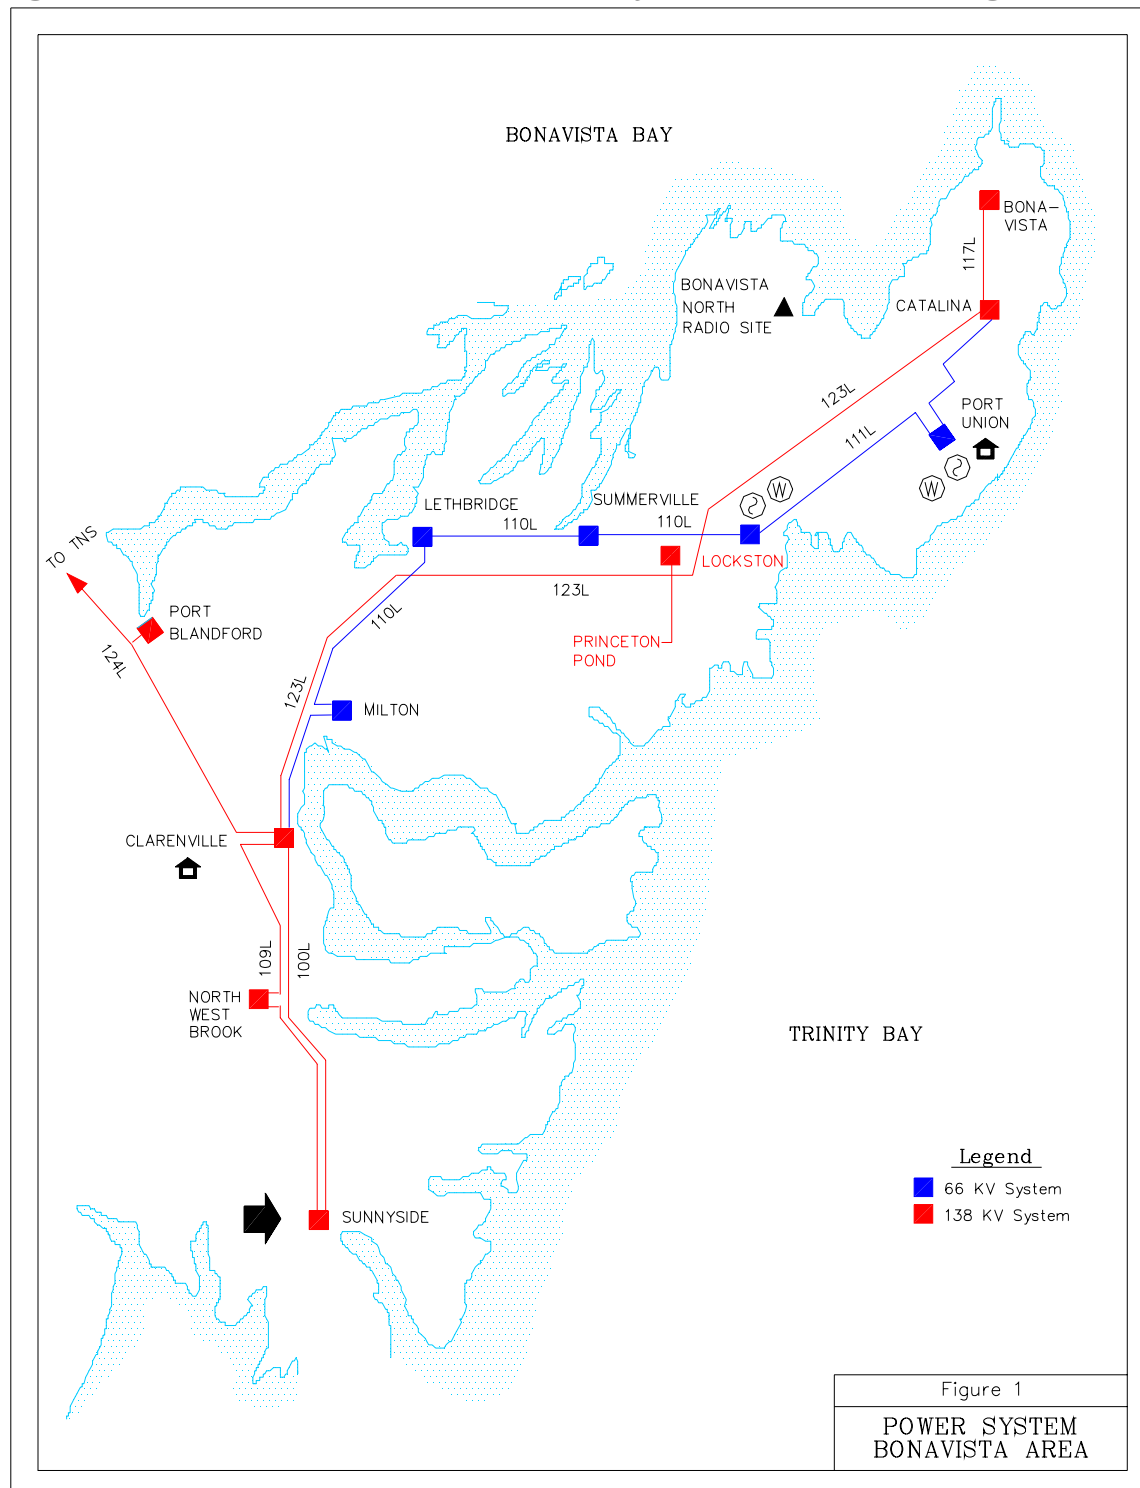 BONAVISTA BAY
BONA-
VISTA
117L
BONAVISTA
NORTH
RADIO SITE
CATALINA
123L
PORT
UNION
111L
W
W
LETHBRIDGE
SUMMERVILLE
110L
110L
TO TNS
LOCKSTON
123L
PORT
BLANDFORD
110L
PRINCETON
POND
124L
123L
MILTON
CLARENVILLE
109L
100L
NORTH
WEST
BROOK
TRINITY BAY
SUNNYSIDE
Legend
66 KV System
138 KV System
Figure 1
POWER SYSTEM
BONAVISTA AREA